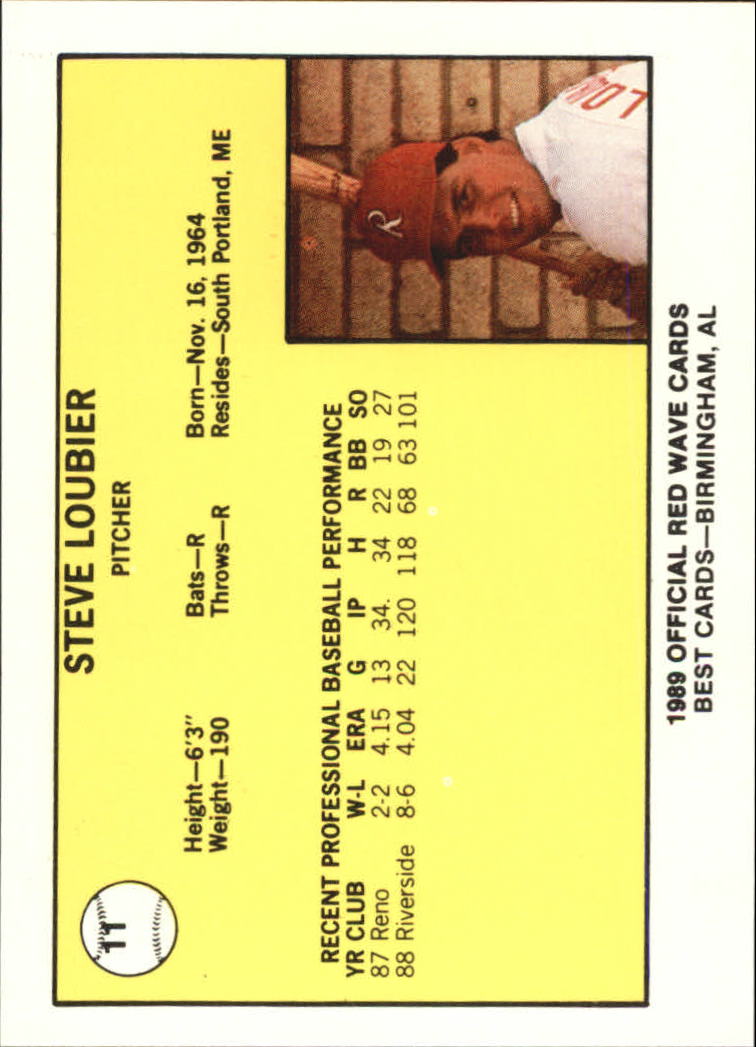 11
STEVE LOUBIER
PITCHER
Height—6'3" Bats—R Born—Nov. 16, 1964
Weight—190 Throws—R Resides—South Portland, ME
RECENT PROFESSIONAL BASEBALL PERFORMANCE
YR CLUB W-L ERA G IP H R BB SO
87 Reno 2-2 4.15 13 34. 34 22 19 27
88 Riverside 8-6 4.04 22 120 118 68 63 101
R
1989 OFFICIAL RED WAVE CARDS
BEST CARDS—BIRMINGHAM, AL